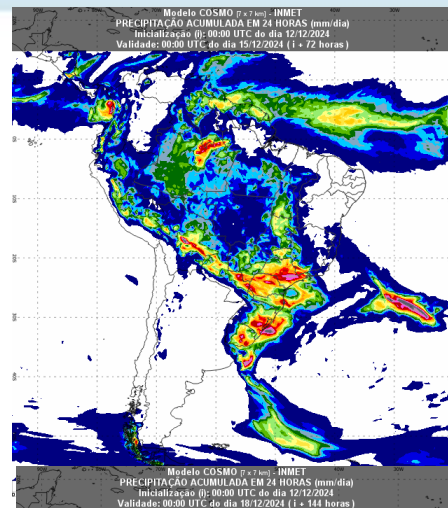 Modelo COSMO [7 x 7 km] - INMET
PRECIPITAÇÃO ACUMULADA EM 24 HORAS (mm/dia)
Inicialização (i): 00:00 UTC do dia 12/12/2024
Validade: 00:00 UTC do dia 15/12/2024 ( i + 72 horas )
Modelo COSMO [7 x 7 km] - INMET
PRECIPITAÇÃO ACUMULADA EM 24 HORAS (mm/dia)
Inicialização (i): 00:00 UTC do dia 12/12/2024
Validade: 00:00 UTC do dia 18/12/2024 ( i + 144 horas )